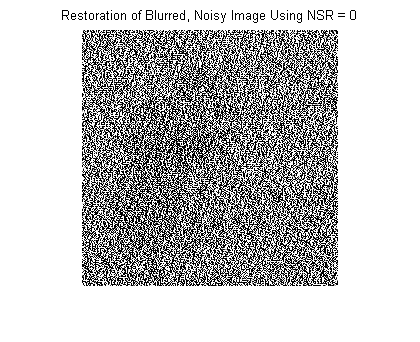 Restoration of Blurred, Noisy Image Using NSR = 0